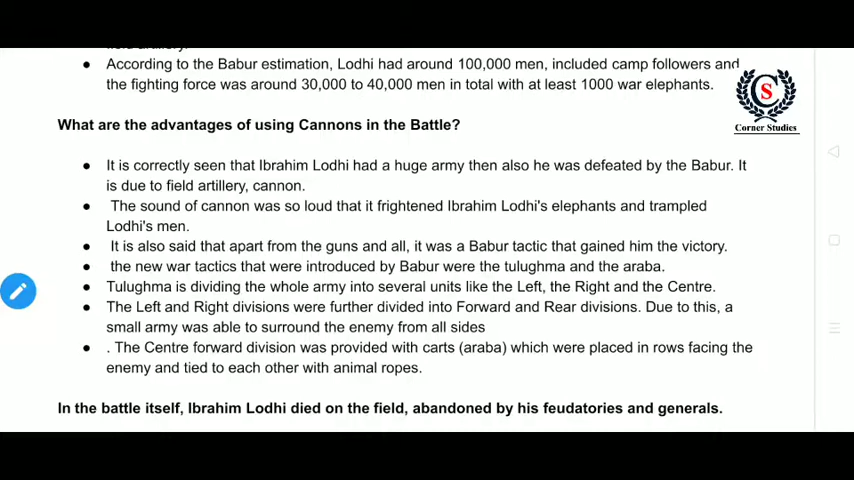 ● According to the Babur estimation, Lodhi had around 100,000 men, included camp followers and
the fighting force was around 30,000 to 40,000 men in total with at least 1000 war elephants.
S
Corner Studies
What are the advantages of using Cannons in the Battle?
● It is correctly seen that Ibrahim Lodhi had a huge army then also he was defeated by the Babur. It
is due to field artillery, cannon.
● The sound of cannon was so loud that it frightened Ibrahim Lodhi's elephants and trampled
Lodhi's men.
● It is also said that apart from the guns and all, it was a Babur tactic that gained him the victory.
● the new war tactics that were introduced by Babur were the tulughma and the araba.
● Tulughma is dividing the whole army into several units like the Left, the Right and the Centre.
● The Left and Right divisions were further divided into Forward and Rear divisions. Due to this, a
small army was able to surround the enemy from all sides
● . The Centre forward division was provided with carts (araba) which were placed in rows facing the
enemy and tied to each other with animal ropes.
In the battle itself, Ibrahim Lodhi died on the field, abandoned by his feudatories and generals.